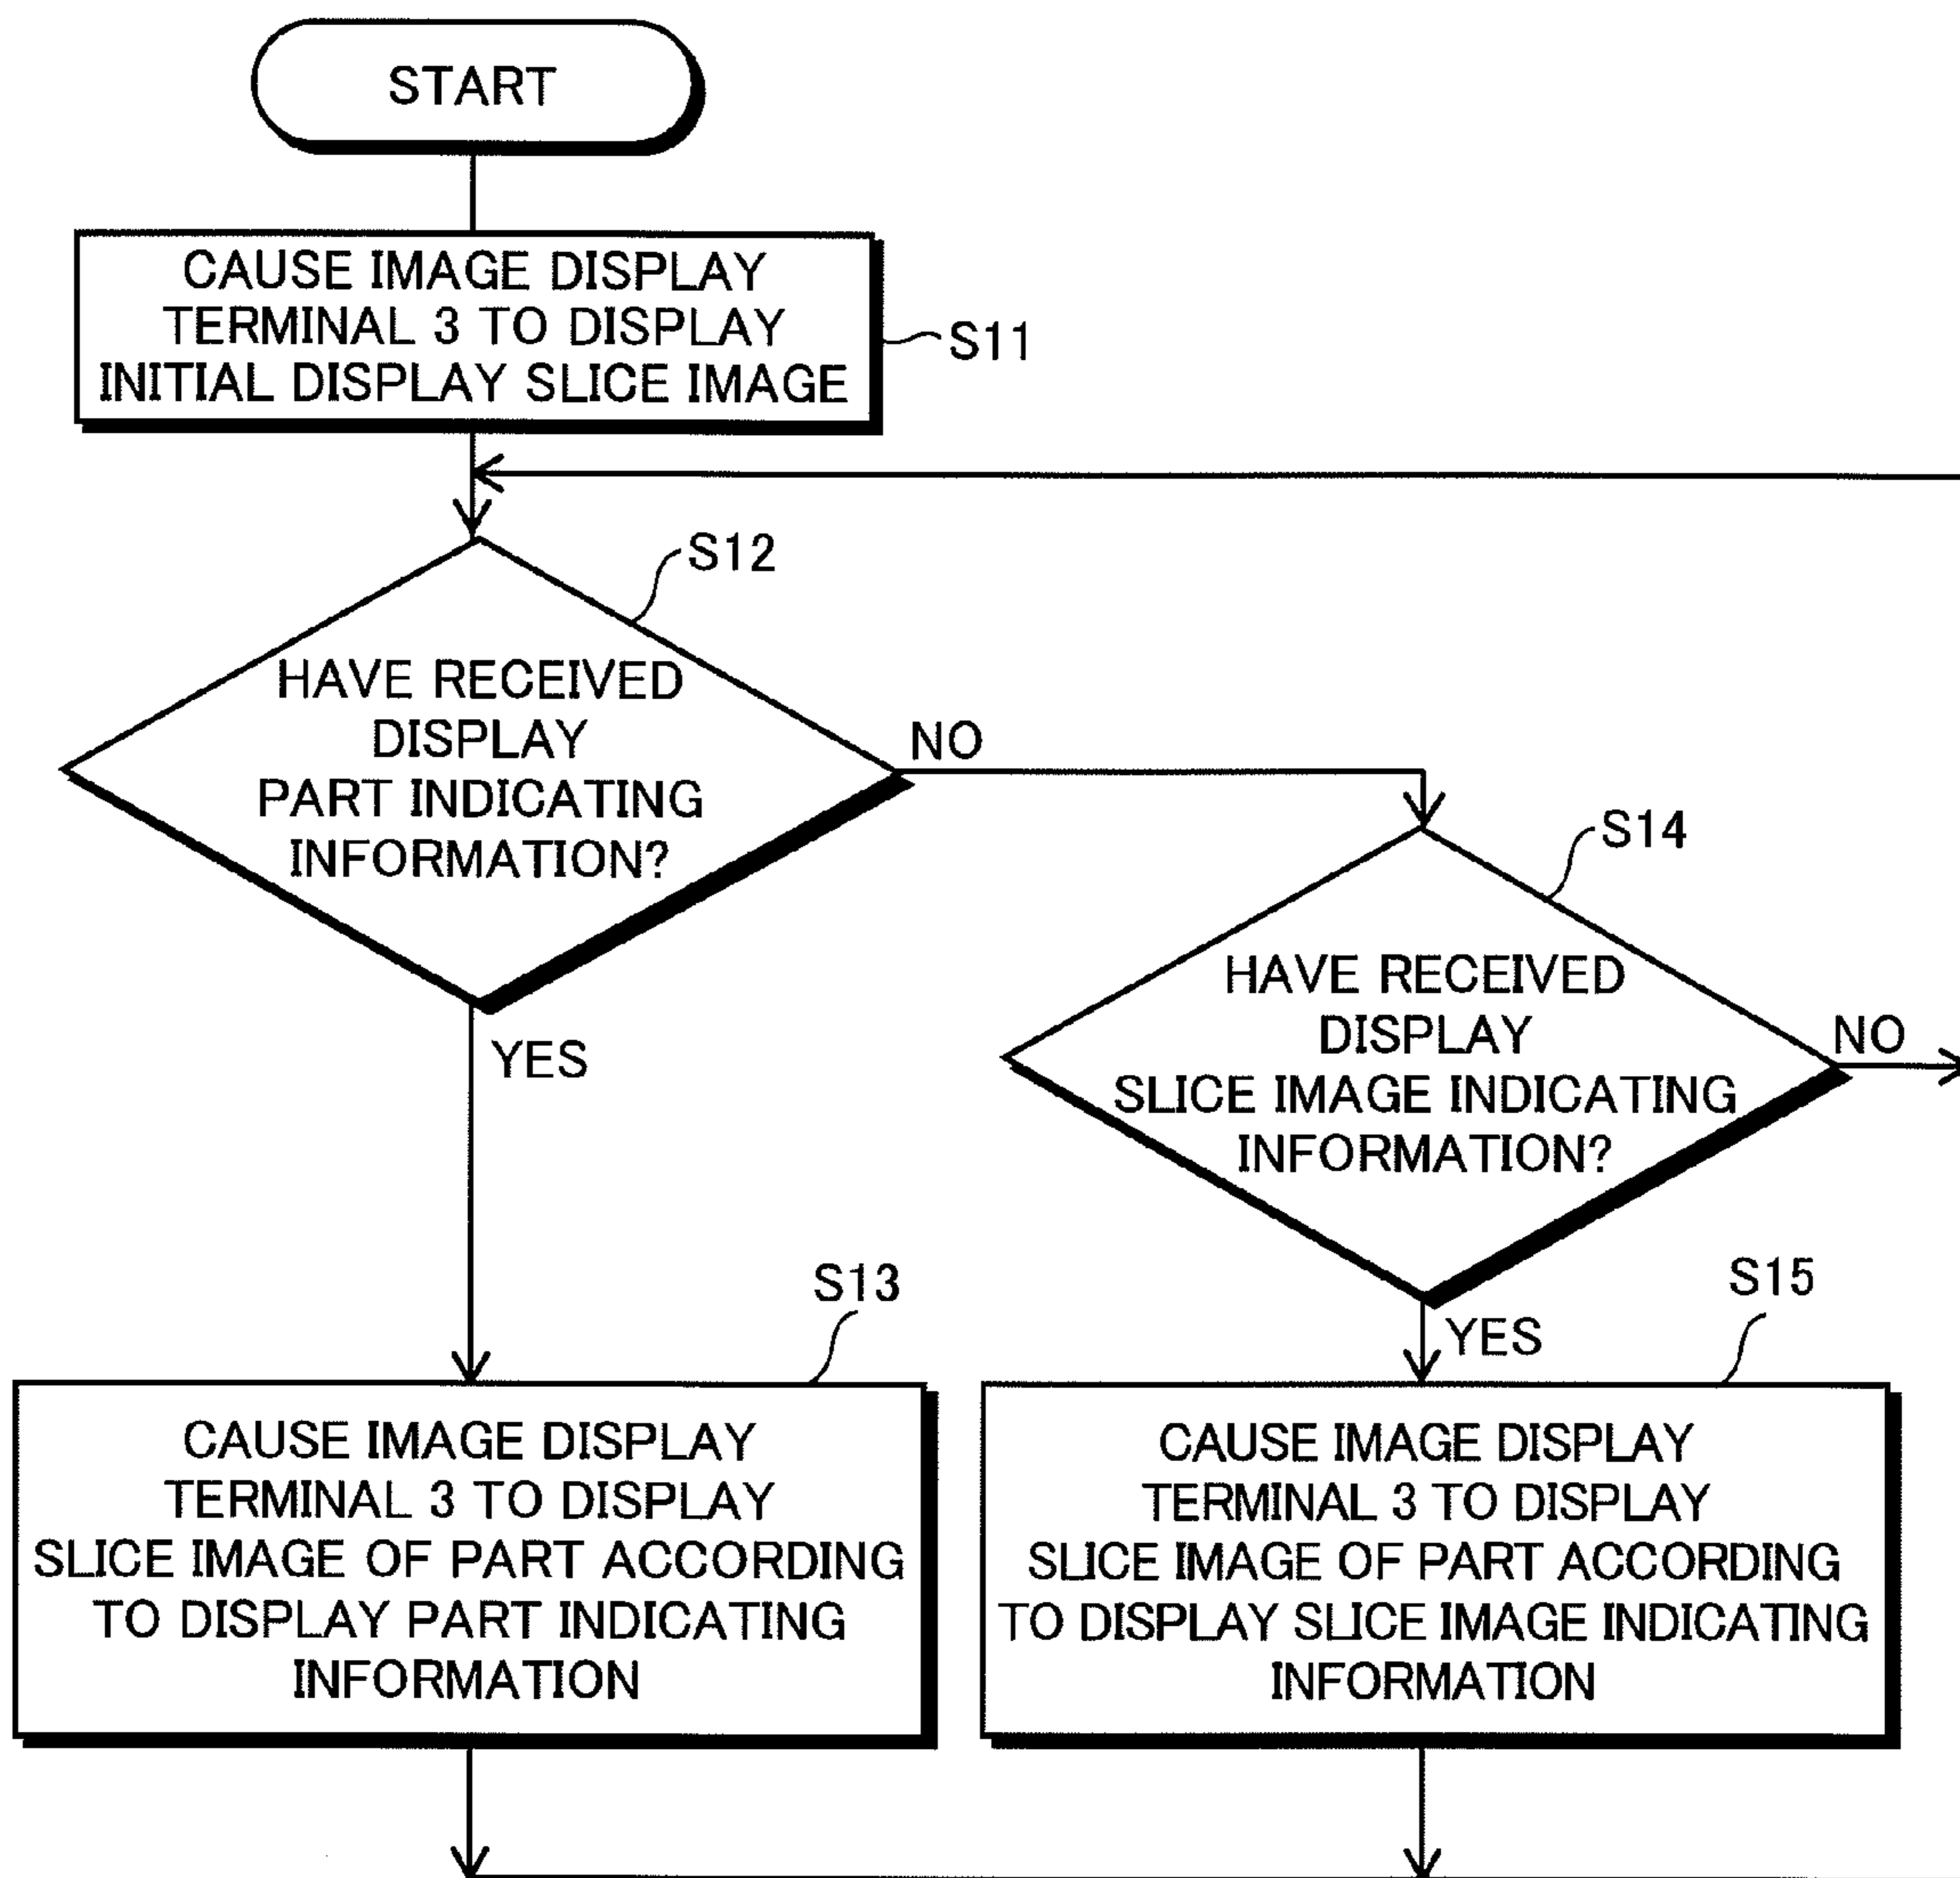 START
CAUSE IMAGE DISPLAY
TERMINAL 3 TO DISPLAY
INITIAL DISPLAY SLICE IMAGE
S11
S12
HAVE RECEIVED
DISPLAY
PART INDICATING
INFORMATION?
NO
YES
S14
HAVE RECEIVED
DISPLAY
SLICE IMAGE INDICATING
INFORMATION?
NO
YES
S13
CAUSE IMAGE DISPLAY
TERMINAL 3 TO DISPLAY
SLICE IMAGE OF PART ACCORDING
TO DISPLAY PART INDICATING
INFORMATION
S15
CAUSE IMAGE DISPLAY
TERMINAL 3 TO DISPLAY
SLICE IMAGE OF PART ACCORDING
TO DISPLAY SLICE IMAGE INDICATING
INFORMATION